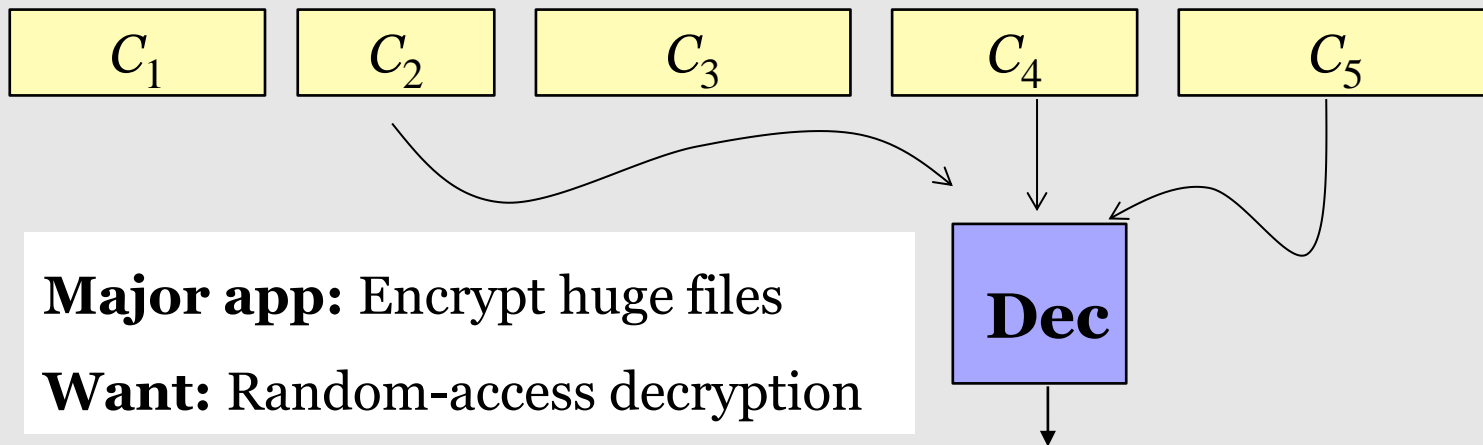 C₁ C₂ C₃ C₄ C₅
Major app: Encrypt huge files
Want: Random-access decryption
Dec